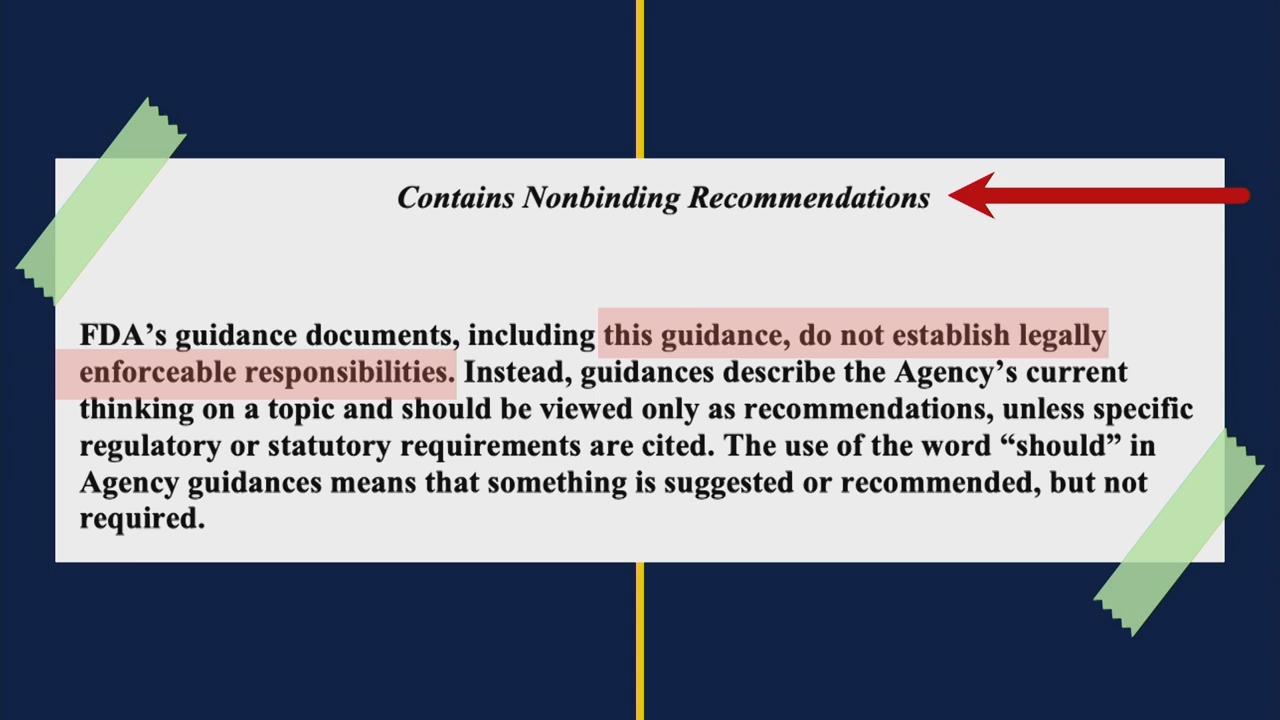 Contains Nonbinding Recommendations
FDA’s guidance documents, including this guidance, do not establish legally
enforceable responsibilities. Instead, guidances describe the Agency’s current
thinking on a topic and should be viewed only as recommendations, unless specific
regulatory or statutory requirements are cited. The use of the word “should” in
Agency guidances means that something is suggested or recommended, but not
required.